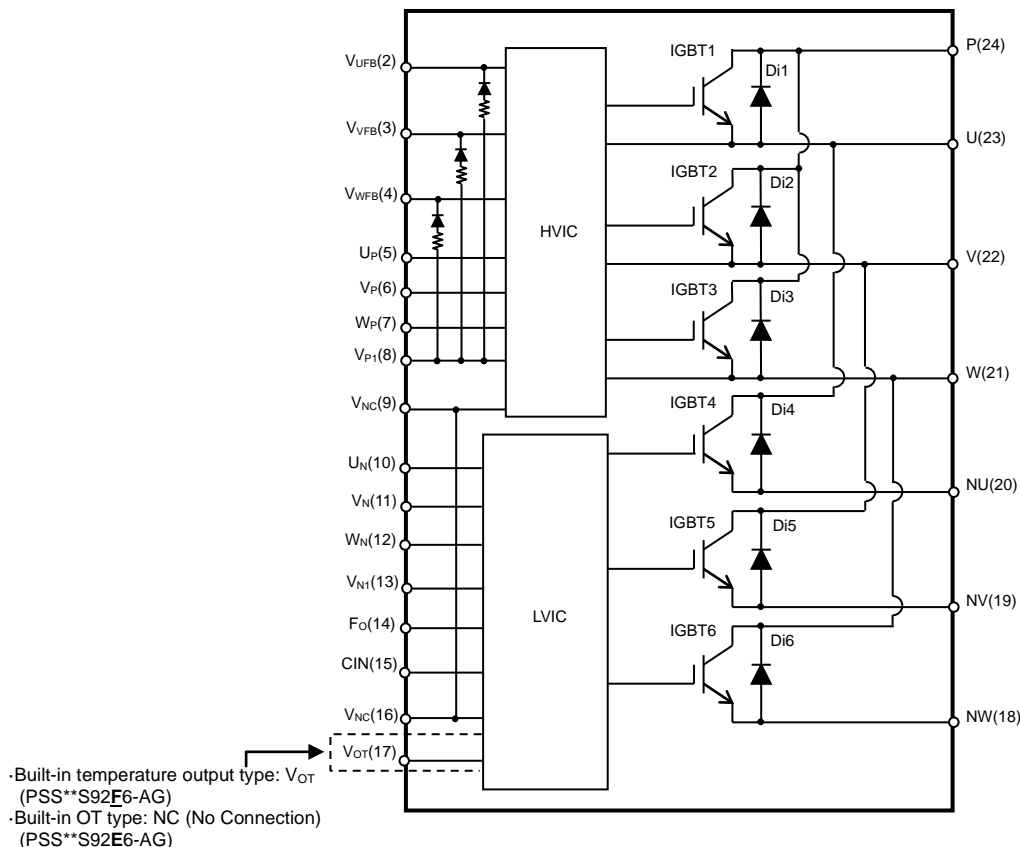 VUFB(2)
VVFB(3)
VWFB(4)
UP(5)
VP(6)
WP(7)
VP1(8)
VNC(9)
UN(10)
VN(11)
WN(12)
VN1(13)
FO(14)
CIN(15)
VNC(16)
VOT(17)
HVIC
LVIC
IGBT1
Di1
IGBT2
Di2
IGBT3
Di3
IGBT4
Di4
IGBT5
Di5
IGBT6
Di6
P(24)
U(23)
V(22)
W(21)
NU(20)
NV(19)
NW(18)
·Built-in temperature output type: VOT
(PSS**S92F6-AG)
·Built-in OT type: NC (No Connection)
(PSS**S92E6-AG)